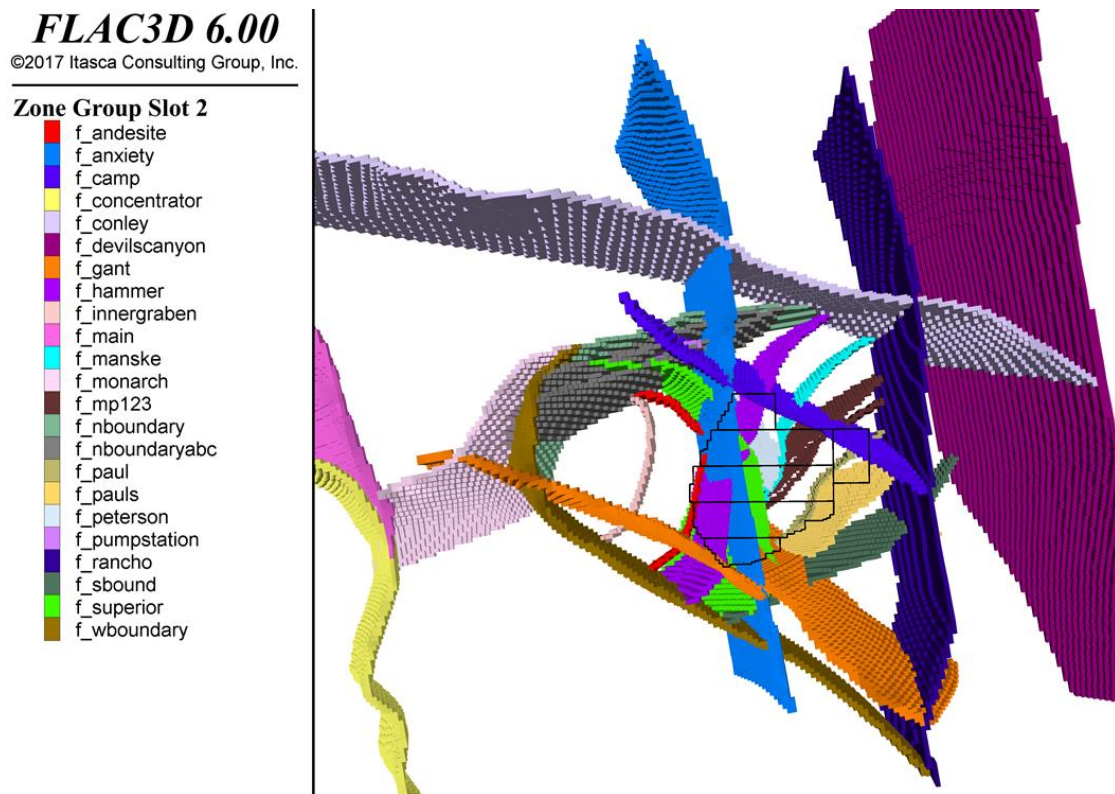 FLAC3D 6.00
©2017 Itasca Consulting Group, Inc.
Zone Group Slot 2
f_andesite
f_anxiety
f_camp
f_concentrator
f_conley
f_devilscanyon
f_gant
f_hammer
f_innergraben
f_main
f_manske
f_monarch
f_mp123
f_nboundary
f_nboundaryabc
f_paul
f_pauls
f_peterson
f_pumpstation
f_rancho
f_sbound
f_superior
f_wboundary